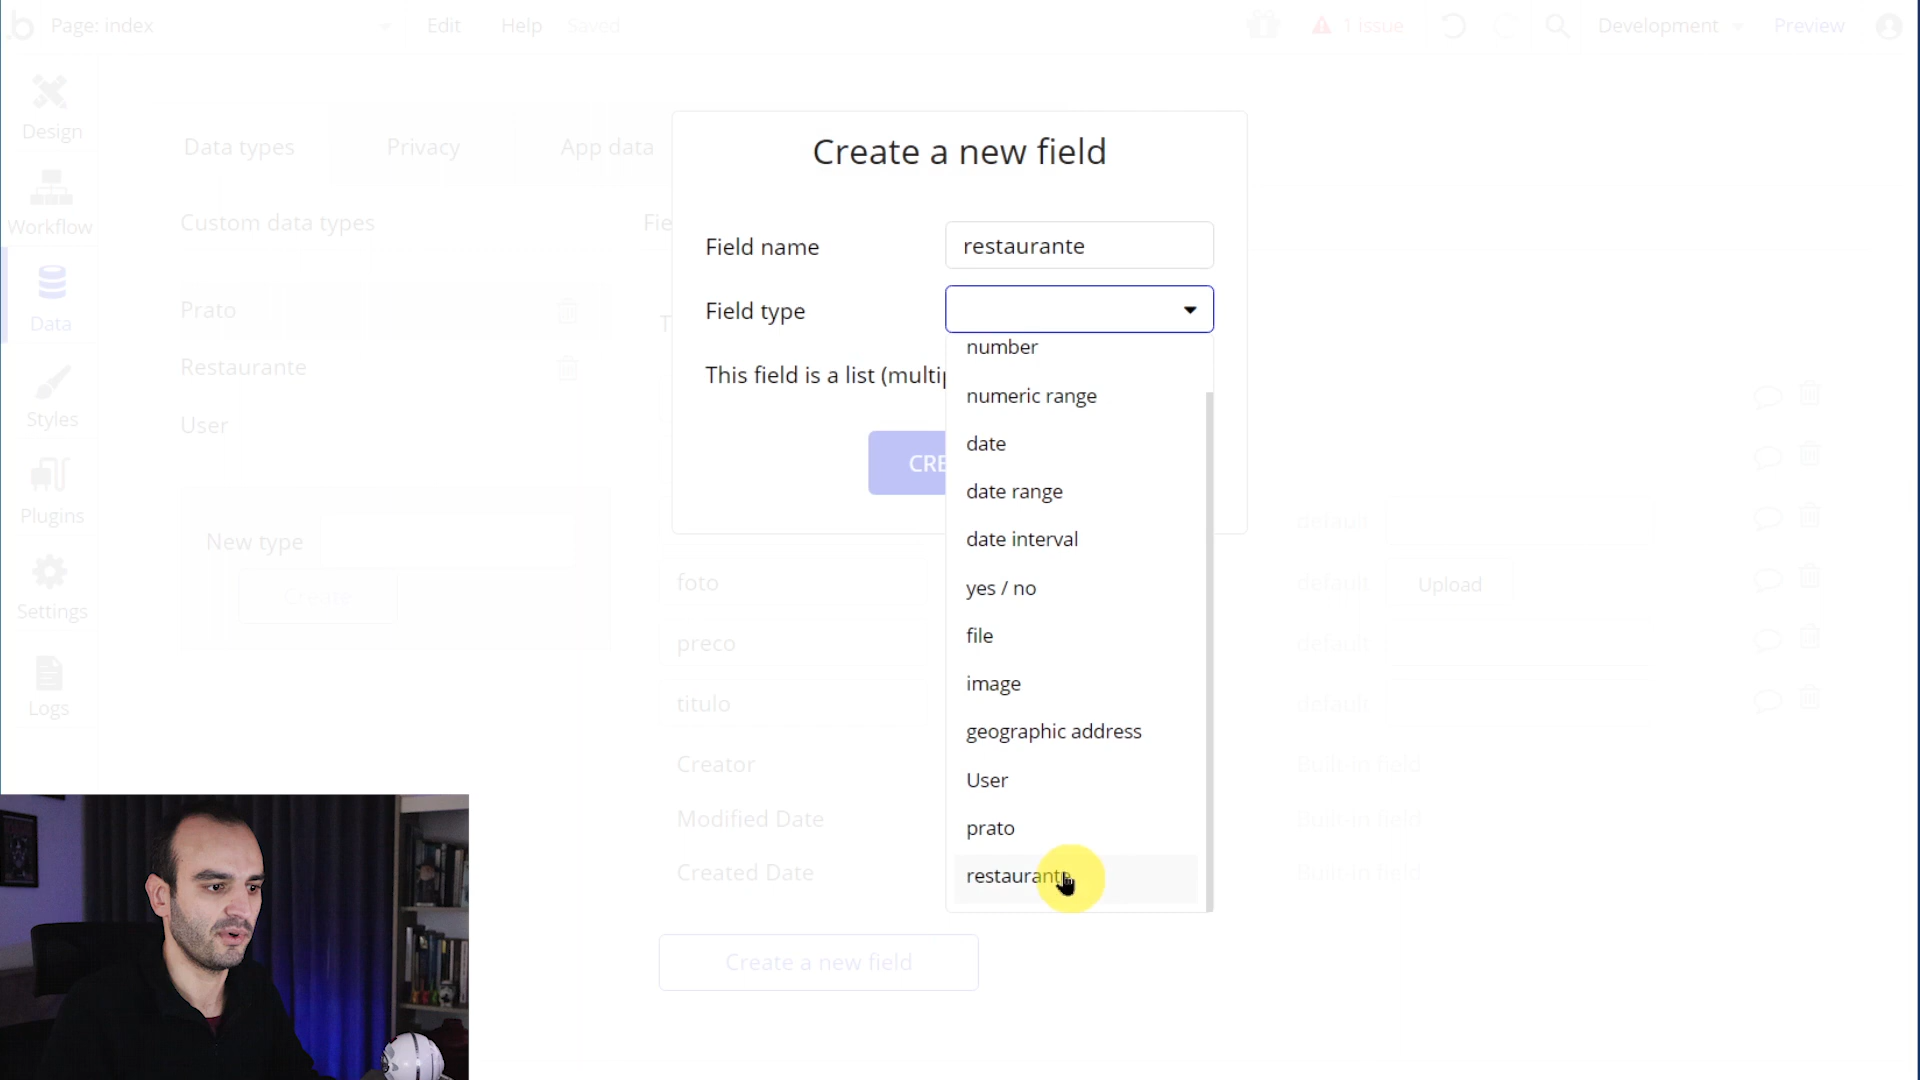 .b Page: index Edit Help Saved 1 issue Development Preview
Design
Workflow
Data
Styles
Plugins
Settings
Logs
Data types Privacy App data
Custom data types
Prato
Restaurante
User
New type
Create
Create a new field
Field name restaurante
Field type
This field is a list
number
numeric range
date
date range
date interval
yes / no
file
image
geographic address
User
prato
restaurante
default
foto default Upload
preco default
titulo default
Creator Built-in field
Modified Date Built-in field
Created Date Built-in field
Create a new field